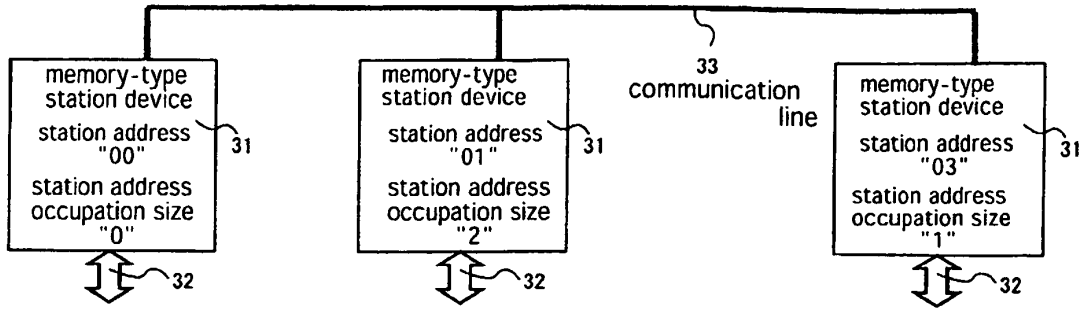 memory-type
station device
station address
"00"
station address
occupation size
"0"
31
32
memory-type
station device
station address
"01"
station address
occupation size
"2"
31
32
33
communication
line
memory-type
station device
station address
"03"
station address
occupation size
"1"
31
32